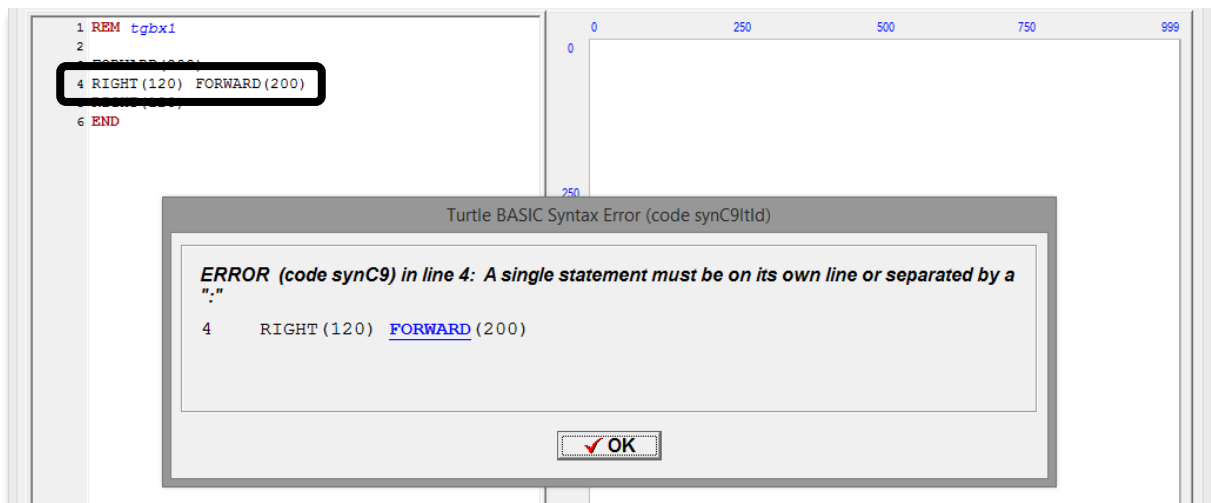 1 REM tgbx1
0 250 500 750 999
2
0
4 RIGHT(120) FORWARD(200)
6 END
250
Turtle BASIC Syntax Error (code synC9ltId)
ERROR (code synC9) in line 4: A single statement must be on its own line or separated by a
":"
4 RIGHT(120) FORWARD(200)
OK